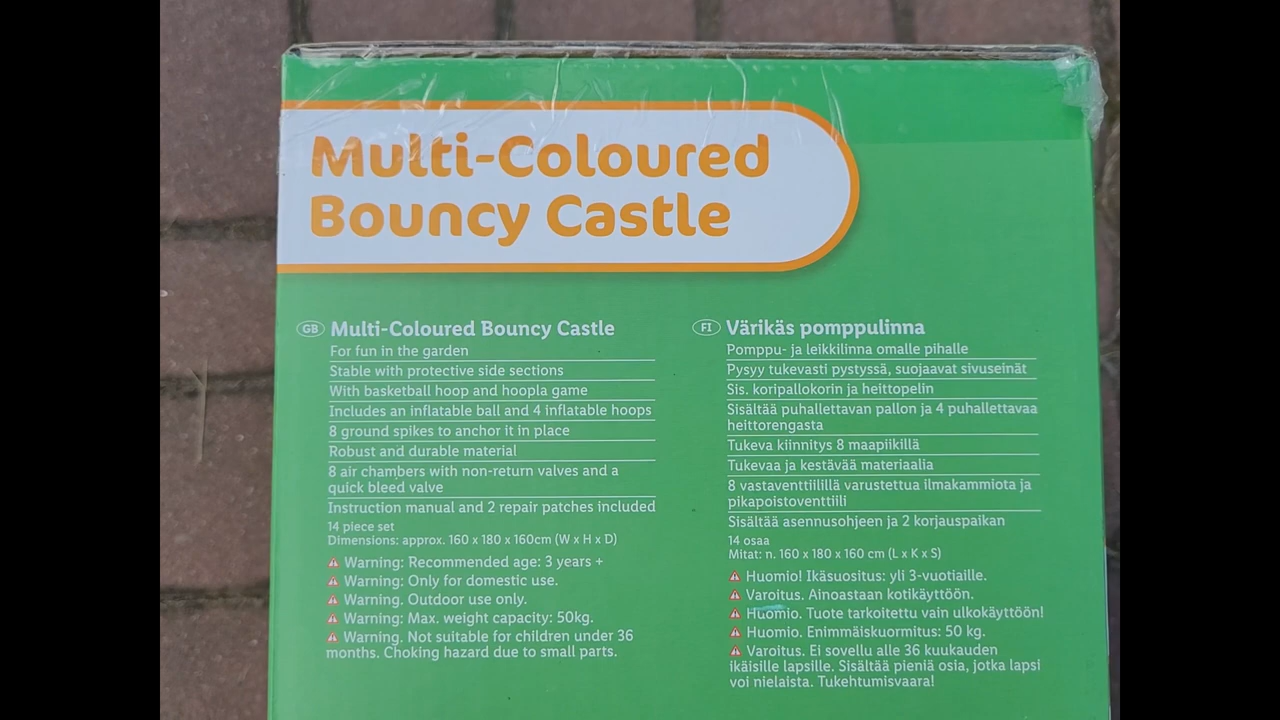 Multi-Coloured
Bouncy Castle
GB Multi-Coloured Bouncy Castle
For fun in the garden
Stable with protective side sections
With basketball hoop and hoopla game
Includes an inflatable ball and 4 inflatable hoops
8 ground spikes to anchor it in place
Robust and durable material
8 air chambers with non-return valves and a
quick bleed valve
Instruction manual and 2 repair patches included
14 piece set
Dimensions: approx. 160 x 180 x 160cm (W x H x D)
Warning: Recommended age: 3 years +
Warning: Only for domestic use.
Warning. Outdoor use only.
Warning: Max. weight capacity: 50kg.
Warning. Not suitable for children under 36
months. Choking hazard due to small parts.
FI Värikäs pomppulinna
Pomppu- ja leikkilinna omalle pihalle
Pysyy tukevasti pystyssä, suojaavat sivuseinät
Sis. koripallokorin ja heittopelin
Sisältää puhallettavan pallon ja 4 puhallettavaa
heittorengasta
Tukeva kiinnitys 8 maapiikillä
Tukevaa ja kestävää materiaalia
8 vastaventtiilillä varustettua ilmakammiota ja
pikapoistoventtiili
Sisältää asennusohjeen ja 2 korjauspaikan
14 osaa
Mitat: n. 160 x 180 x 160 cm (L x K x S)
Huomio! Ikäsuositus: yli 3-vuotiaille.
Varoitus. Ainoastaan kotikäyttöön.
Huomio. Tuote tarkoitettu vain ulkokäyttöön!
Huomio. Enimmäiskuormitus: 50 kg.
Varoitus. Ei sovellu alle 36 kuukauden
ikäisille lapsille. Sisältää pieniä osia, jotka lapsi
voi nielaista. Tukehtumisvaara!